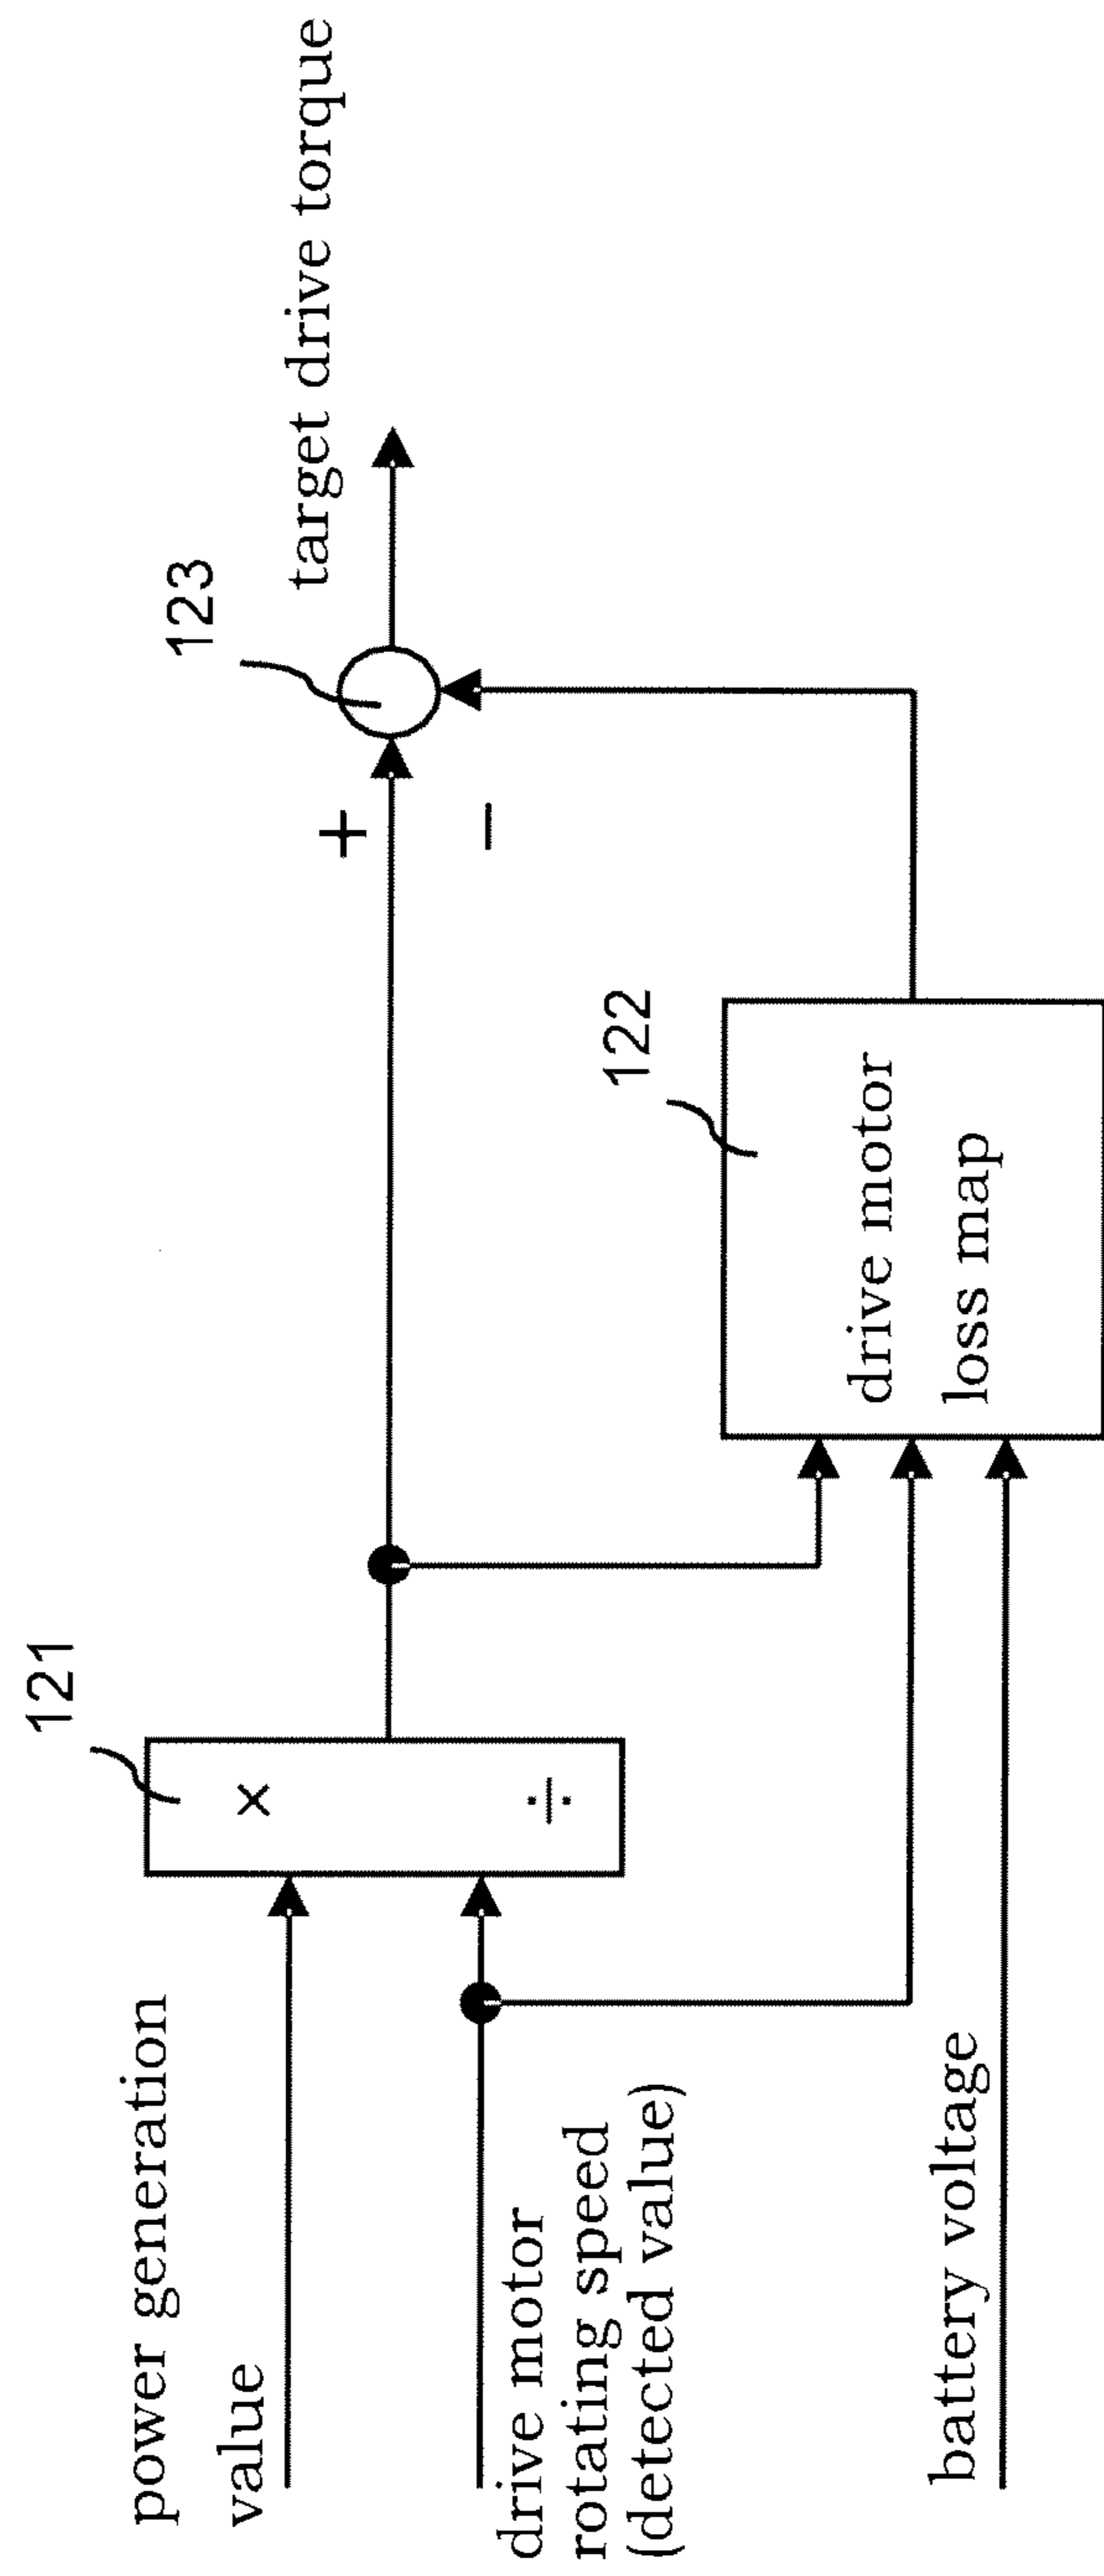 power generation
value
drive motor
rotating speed
(detected value)
battery voltage
121
×
÷
122
drive motor
loss map
+
−
123
target drive torque